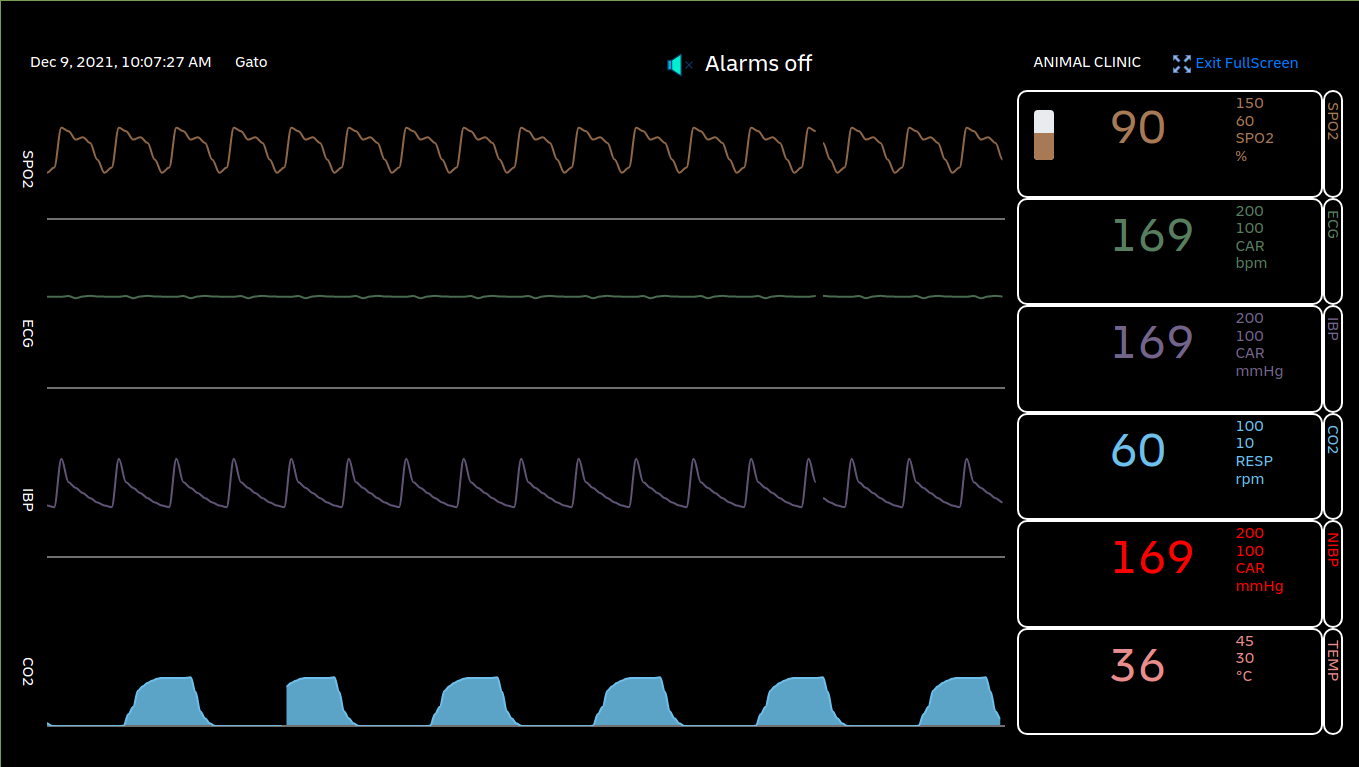 Dec 9, 2021, 10:07:27 AM Gato Alarms off ANIMAL CLINIC Exit FullScreen
SPO2
90
150
60
SPO2
%
SPO2
ECG
169
200
100
CAR
bpm
ECG
IBP
169
200
100
CAR
mmHg
IBP
CO2
60
100
10
RESP
rpm
CO2
169
200
100
CAR
mmHg
NIBP
36
45
30
°C
TEMP